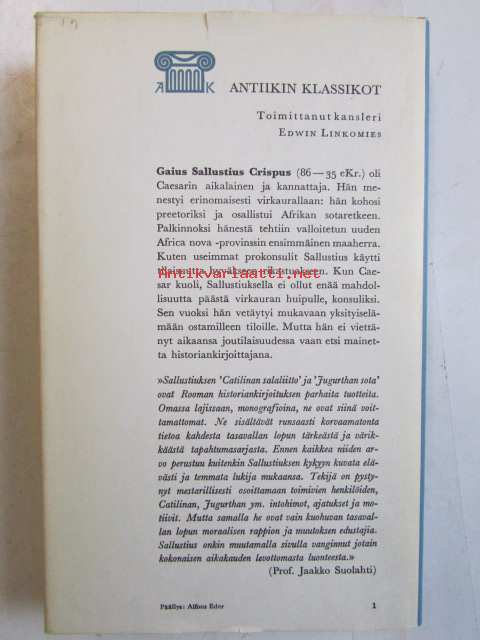 A K
ANTIIKIN KLASSIKOT
Toimittanut kansleri
EDWIN LINKOMIES
Gaius Sallustius Crispus (86—35 eKr.) oli
Caesarin aikalainen ja kannattaja. Hän me-
nestyi erinomaisesti virkaurallaan: hän kohosi
preetoriksi ja osallistui Afrikan sotaretkeen.
Palkinnoksi hänestä tehtiin valloitetun uuden
Africa nova -provinssin ensimmäinen maaherra.
Kuten useimmat prokonsulit Sallustius käytti
tilaisuutta hyväkseen rikastuakseen. Kun Cae-
Antikvariaatti.net
sar kuoli, Sallustiuksella ei ollut enää mahdol-
lisuutta päästä virkauran huipulle, konsuliksi.
Sen vuoksi hän vetäytyi mukavaan yksityiselä-
mään ostamilleen tiloille. Mutta hän ei viettä-
nyt aikaansa joutilaisuudessa vaan etsi mainet-
ta historiankirjoittajana.
»Sallustiuksen 'Catilinan salaliitto' ja 'Jugurthan sota'
ovat Rooman historiankirjoituksen parhaita tuotteita.
Omassa lajissaan, monografioina, ne ovat siinä voit-
tamattomat. Ne sisältävät runsaasti korvaamatonta
tietoa kahdesta tasavallan lopun tärkeästä ja värik-
käästä tapahtumasarjasta. Ennen kaikkea niiden ar-
vo perustuu kuitenkin Sallustiuksen kykyyn kuvata elä-
västi ja temmata lukija mukaansa. Tekijä on pysty-
nyt mestarillisesti osoittamaan toimivien henkilöiden,
Catilinan, Jugurthan ym. intohimot, ajatukset ja mo-
tiivit. Mutta samalla he ovat vain kuohuvan tasaval-
lan lopun moraalisen rappion ja muutoksen edustajia.
Sallustius onkin muutamalla sivulla vanginnut jotain
kokonaisen aikakauden levottomasta luonteesta.»
(Prof. Jaakko Suolahti)
Päällys: Alfons Eder
1